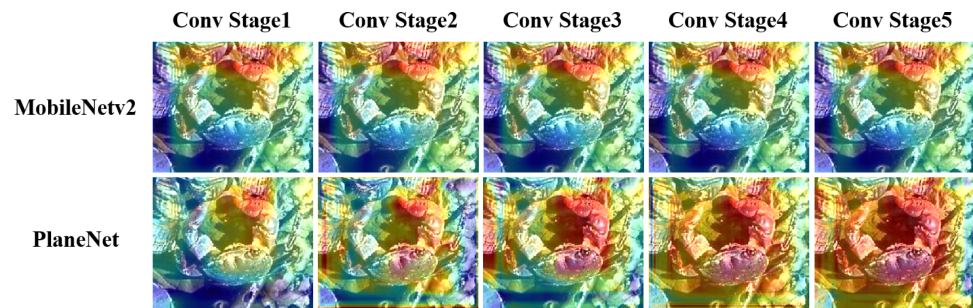 Conv Stage1 Conv Stage2 Conv Stage3 Conv Stage4 Conv Stage5
MobileNetv2
PlaneNet